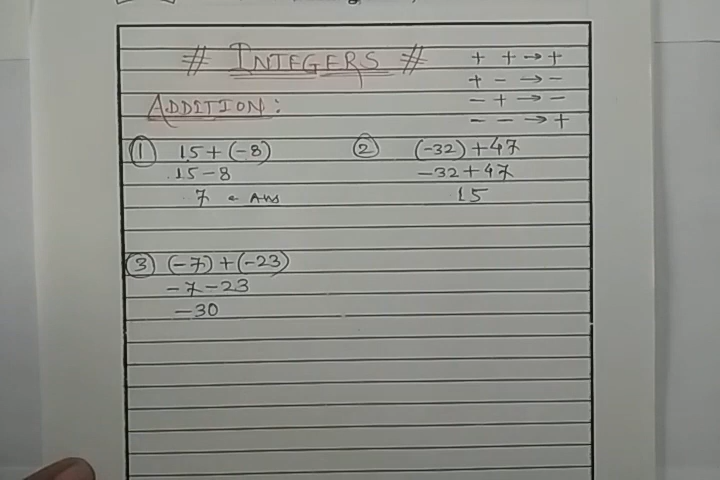 # INTEGERS #
+ + → +
+ - → -
- + → -
- - → +
ADDITION :
① 15 + (-8)
15 - 8
7 ← Ans
② (-32) + 47
-32 + 47
15
③ (-7) + (-23)
-7 - 23
-30